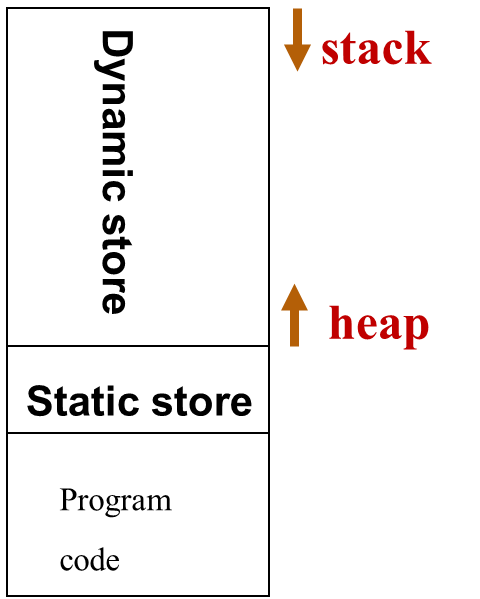 Dynamic store
stack
heap
Static store
Program
code